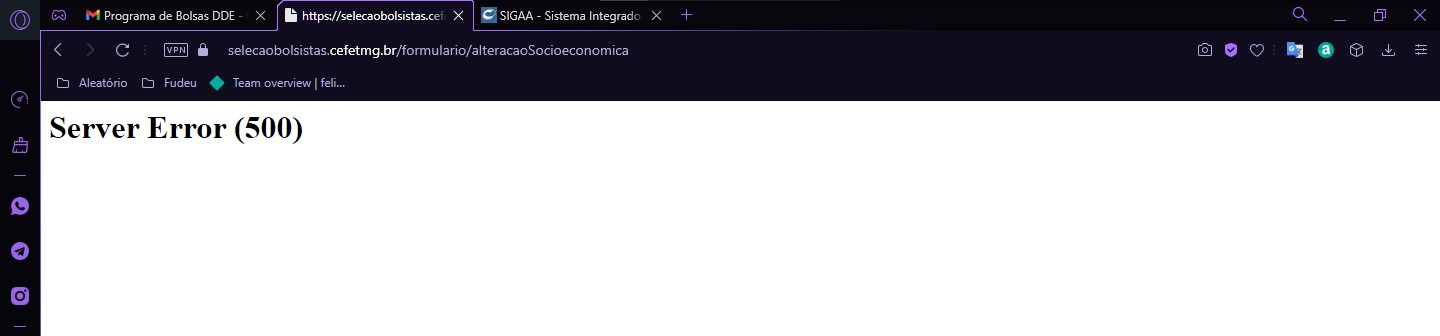 Programa de Bolsas DDE -
https://selecaobolsistas.cef
SIGAA - Sistema Integrado
VPN
selecaobolsistas.cefetmg.br/formulario/alteracaoSocioeconomica
Aleatório
Fudeu
Team overview | feli...
Server Error (500)